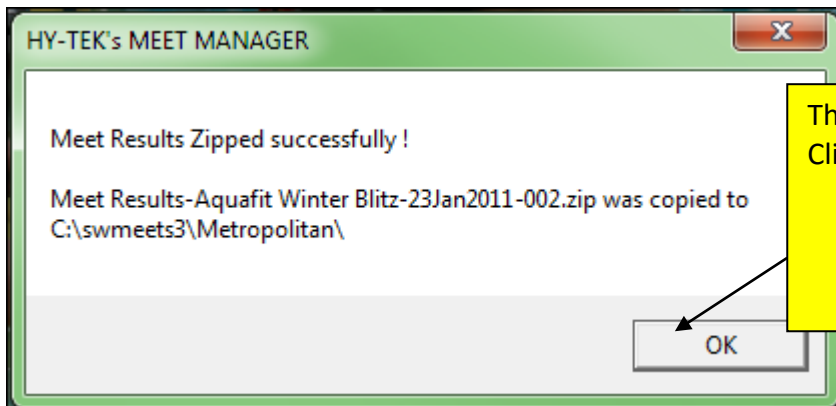 HY-TEK's MEET MANAGER
Meet Results Zipped successfully !
Meet Results-Aquafit Winter Blitz-23Jan2011-002.zip was copied to
C:\swmeets3\Metropolitan\
OK